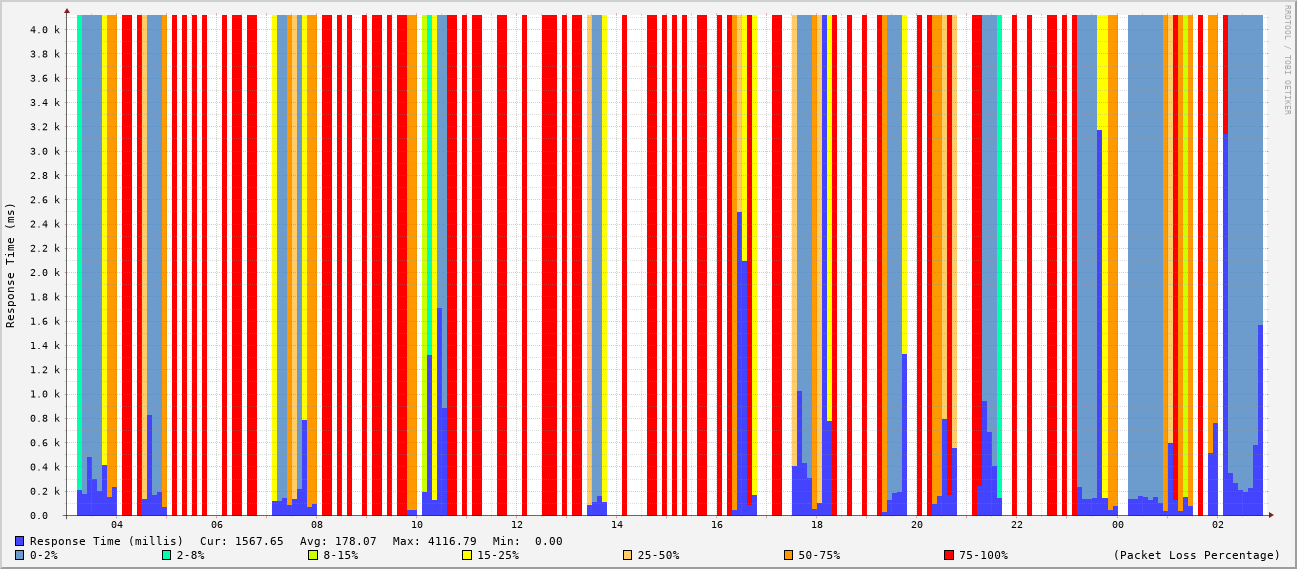 RRDTOOL / TOBI OETIKER
Response Time (ms)
4.0 k
3.8 k
3.6 k
3.4 k
3.2 k
3.0 k
2.8 k
2.6 k
2.4 k
2.2 k
2.0 k
1.8 k
1.6 k
1.4 k
1.2 k
1.0 k
0.8 k
0.6 k
0.4 k
0.2 k
0.0
04 06 08 10 12 14 16 18 20 22 00 02
Response Time (millis) Cur: 1567.65 Avg: 178.07 Max: 4116.79 Min: 0.00
0-2% 2-8% 8-15% 15-25% 25-50% 50-75% 75-100% (Packet Loss Percentage)